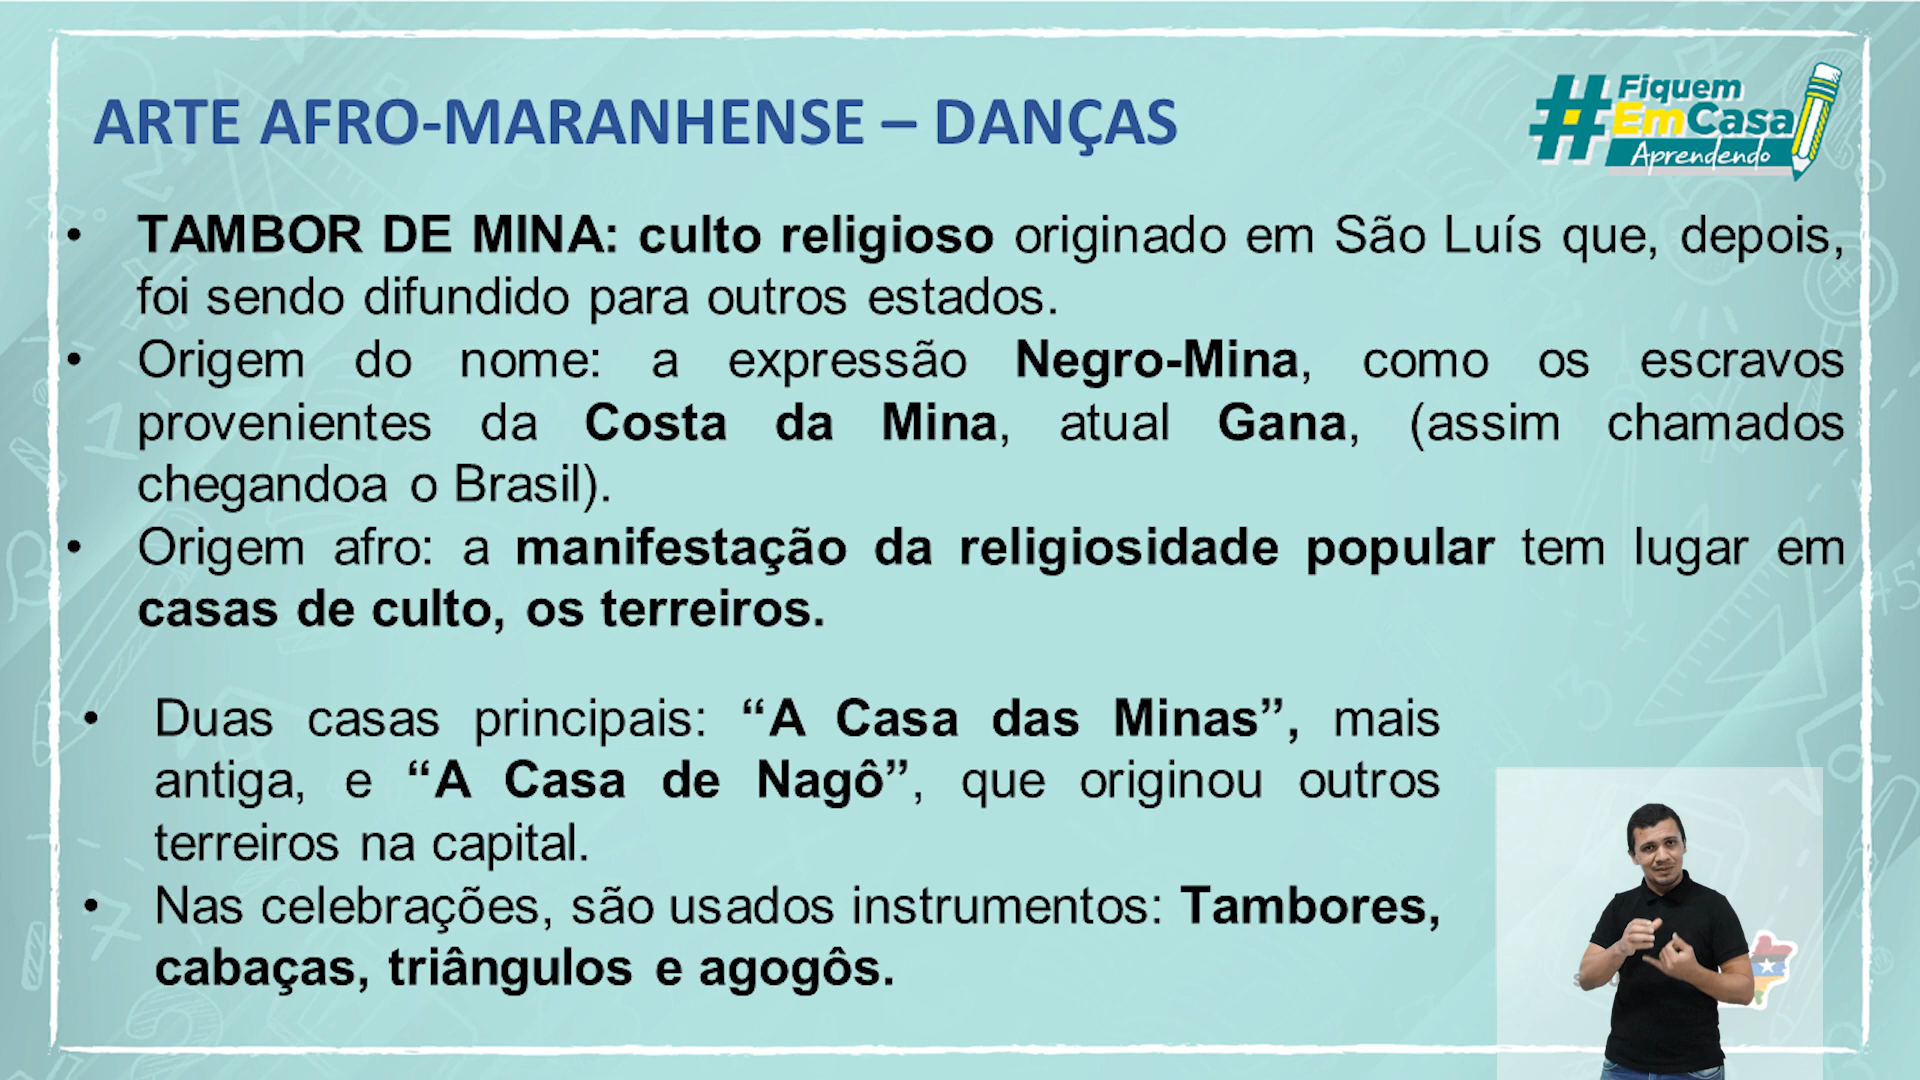 ARTE AFRO-MARANHENSE – DANÇAS
#Fiquem
EmCasa
Aprendendo
• TAMBOR DE MINA: culto religioso originado em São Luís que, depois,
foi sendo difundido para outros estados.
• Origem do nome: a expressão Negro-Mina, como os escravos
provenientes da Costa da Mina, atual Gana, (assim chamados
chegandoa o Brasil).
• Origem afro: a manifestação da religiosidade popular tem lugar em
casas de culto, os terreiros.
• Duas casas principais: “A Casa das Minas”, mais
antiga, e “A Casa de Nagô”, que originou outros
terreiros na capital.
• Nas celebrações, são usados instrumentos: Tambores,
cabaças, triângulos e agogôs.